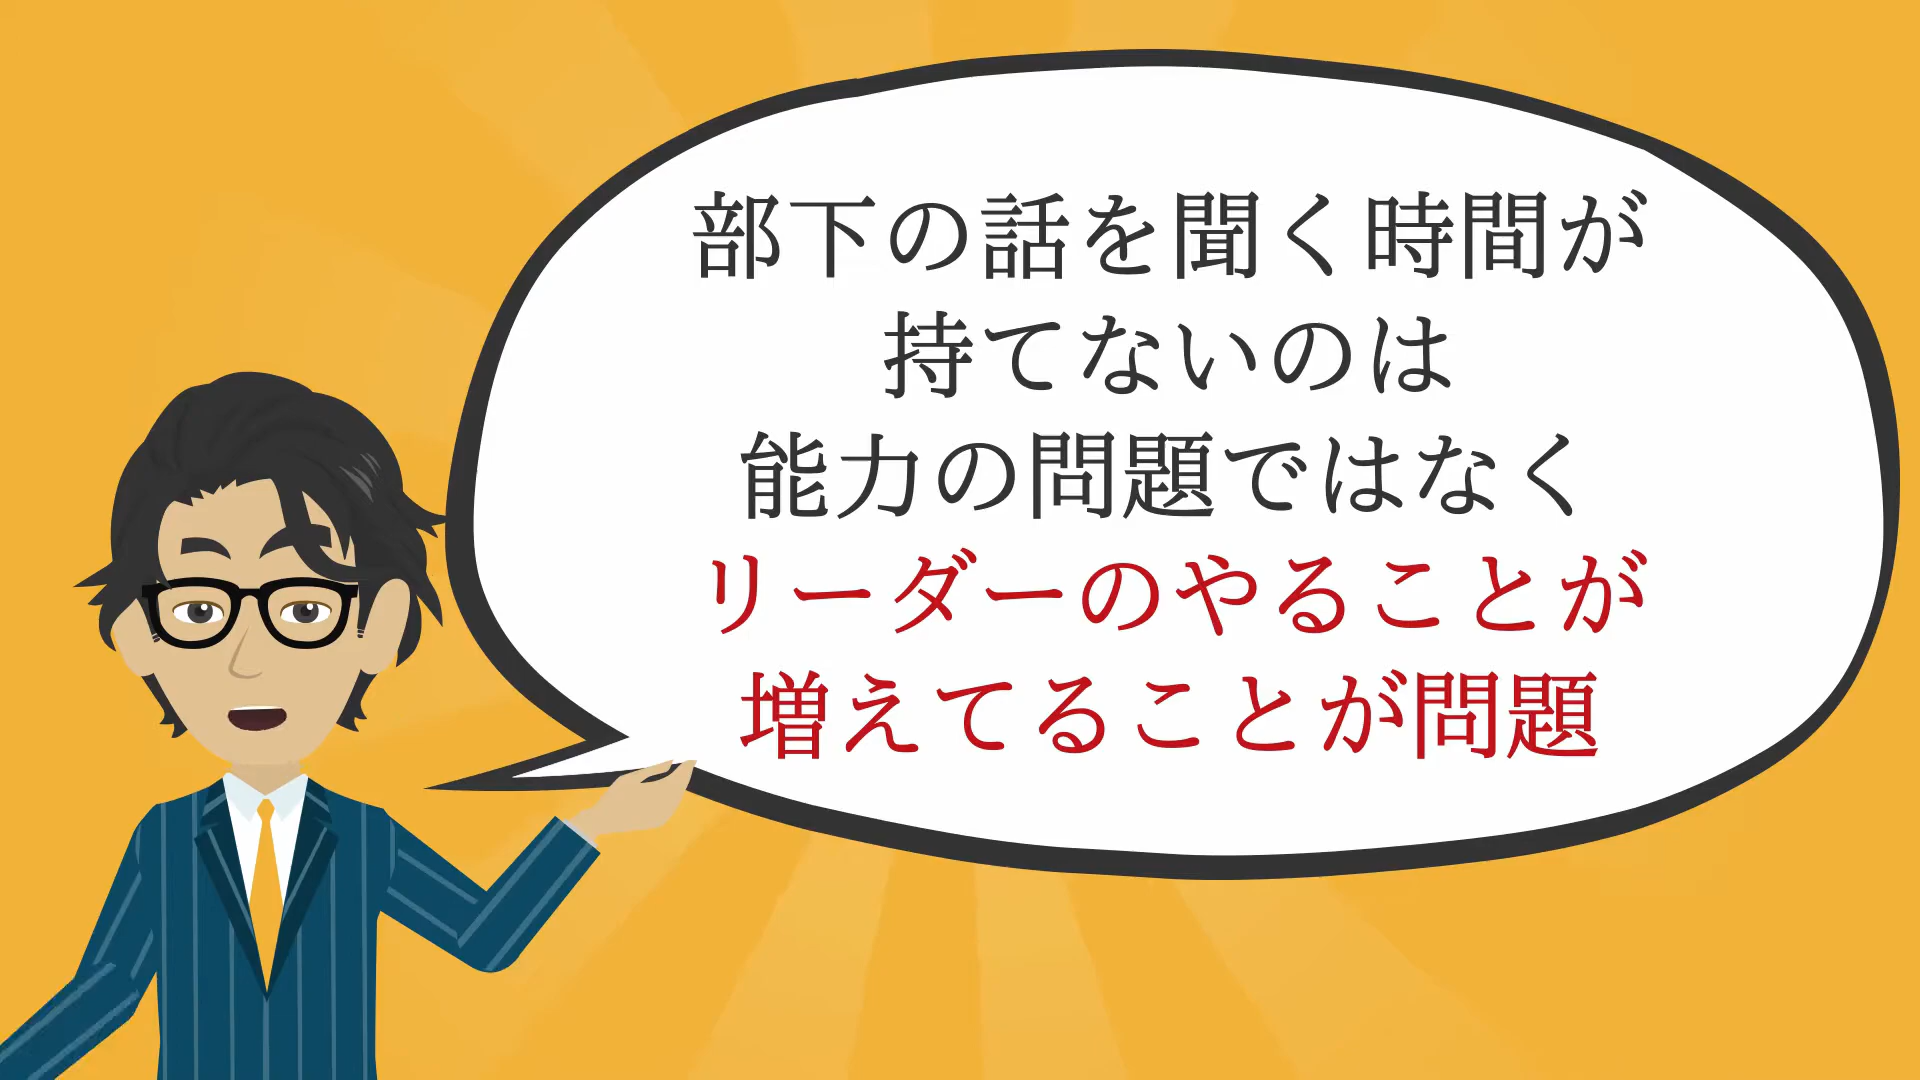 部下の話を聞く時間が
持てないのは
能力の問題ではなく
リーダーのやることが
増えてることが問題